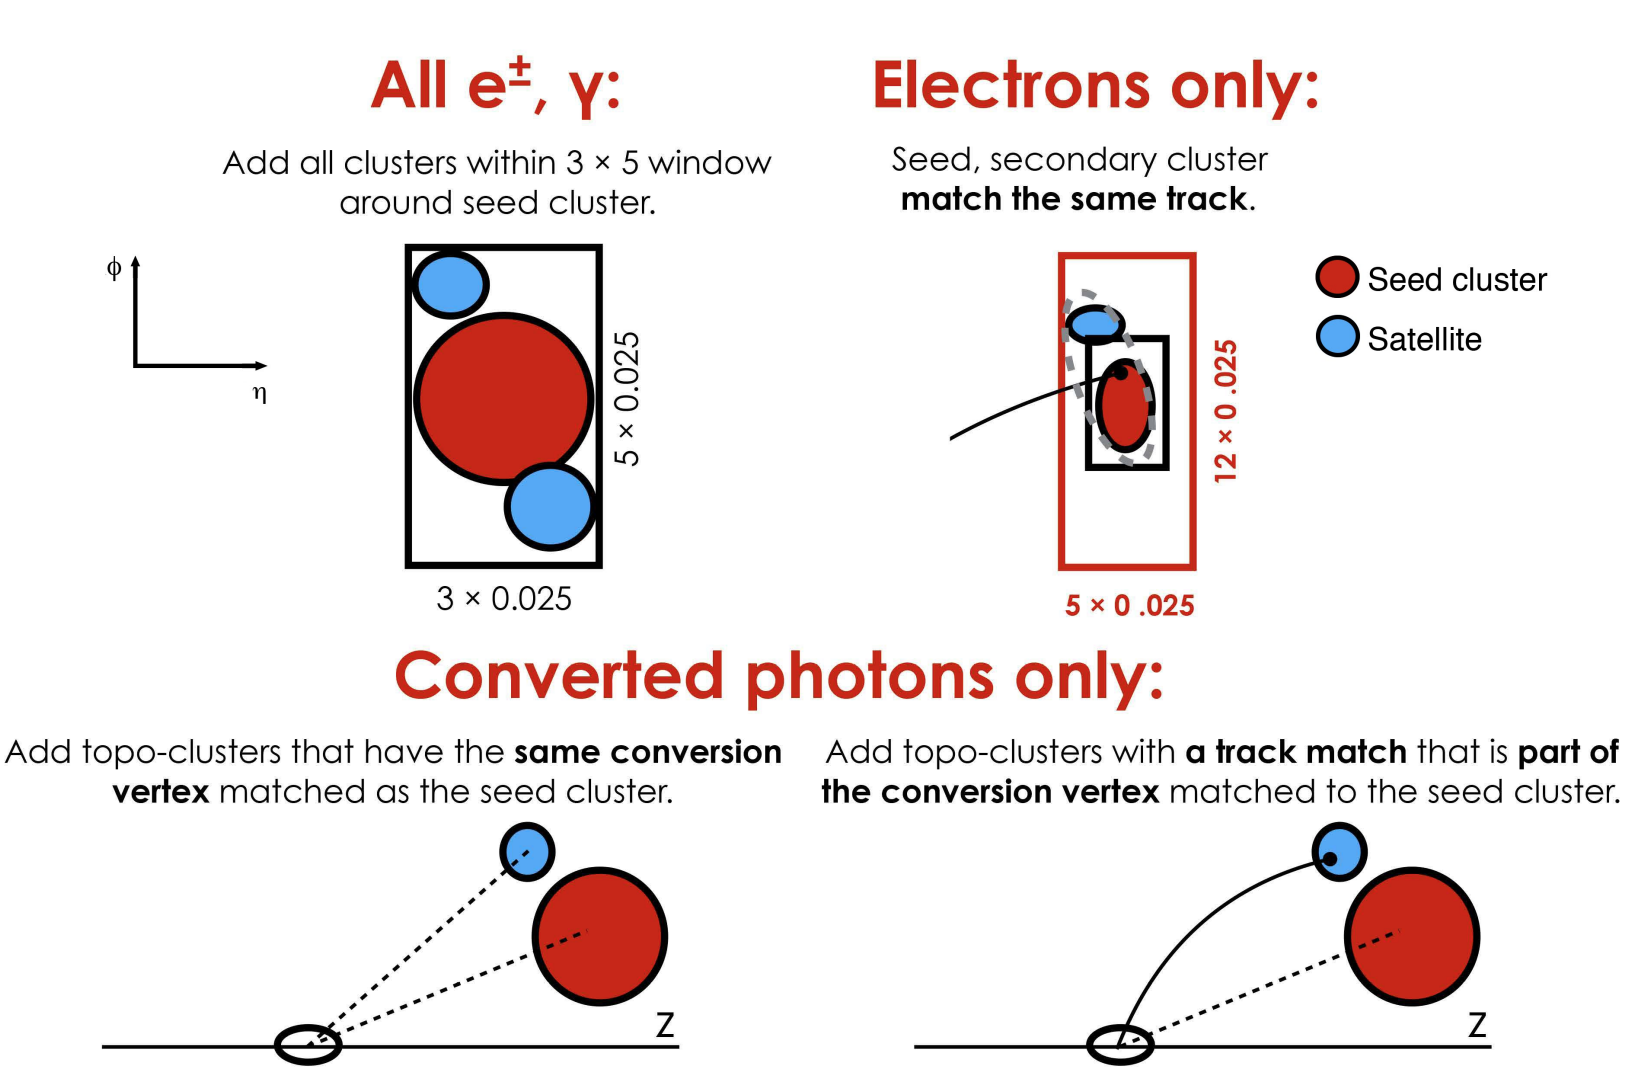 All e±, γ:
Add all clusters within 3 × 5 window
around seed cluster.
ϕ
η
5 × 0.025
3 × 0.025
Electrons only:
Seed, secondary cluster
match the same track.
12 × 0 .025
5 × 0 .025
Seed cluster
Satellite
Converted photons only:
Add topo-clusters that have the same conversion
vertex matched as the seed cluster.
Z
Add topo-clusters with a track match that is part of
the conversion vertex matched to the seed cluster.
Z